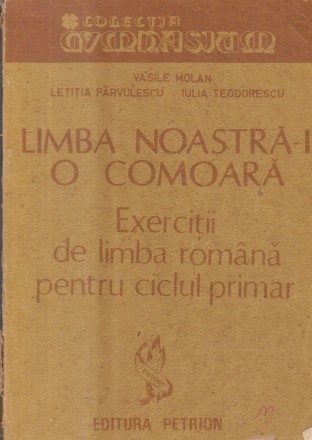 COLECȚIA
GYMNASIUM
VASILE MOLAN
LETIȚIA PÂRVULESCU - IULIA TEODORESCU
LIMBA NOASTRĂ-I
O COMOARĂ
Exerciții
de limba română
pentru ciclul primar
EDITURA PETRION